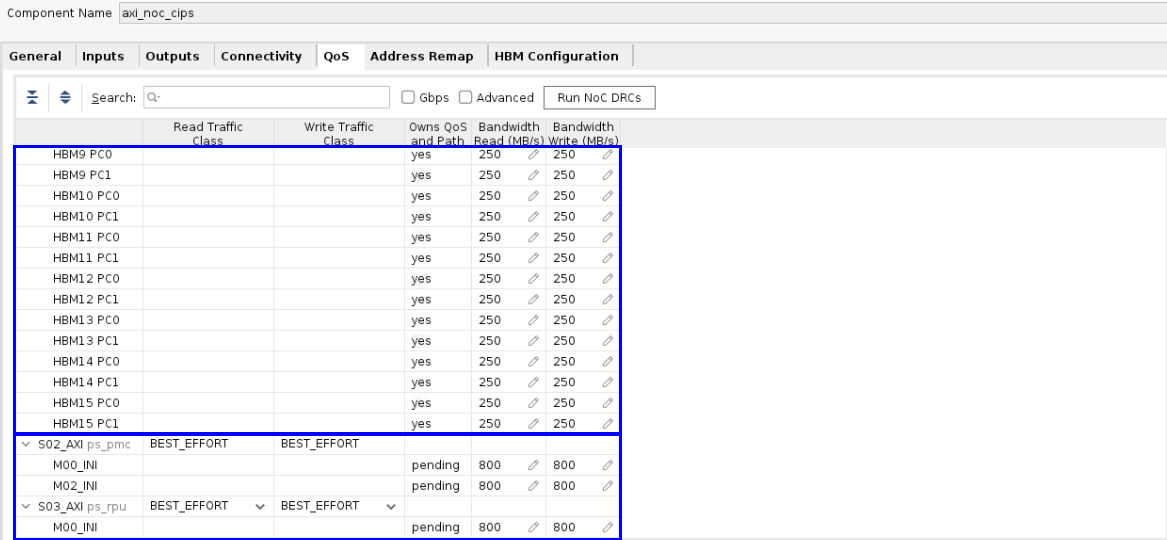 Component Name axi_noc_cips
General Inputs Outputs Connectivity QoS Address Remap HBM Configuration
Search: Q- Gbps Advanced Run NoC DRCs
Read Traffic Class Write Traffic Class Owns QoS and Path Bandwidth Read (MB/s) Bandwidth Write (MB/s)
HBM9 PC0 yes 250 250
HBM9 PC1 yes 250 250
HBM10 PC0 yes 250 250
HBM10 PC1 yes 250 250
HBM11 PC0 yes 250 250
HBM11 PC1 yes 250 250
HBM12 PC0 yes 250 250
HBM12 PC1 yes 250 250
HBM13 PC0 yes 250 250
HBM13 PC1 yes 250 250
HBM14 PC0 yes 250 250
HBM14 PC1 yes 250 250
HBM15 PC0 yes 250 250
HBM15 PC1 yes 250 250
S02_AXI ps_pmc BEST_EFFORT BEST_EFFORT
M00_INI pending 800 800
M02_INI pending 800 800
S03_AXI ps_rpu BEST_EFFORT BEST_EFFORT
M00_INI pending 800 800